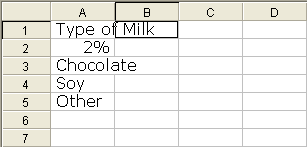 A B C D
1 Type of Milk
2 2%
3 Chocolate
4 Soy
5 Other
6
7